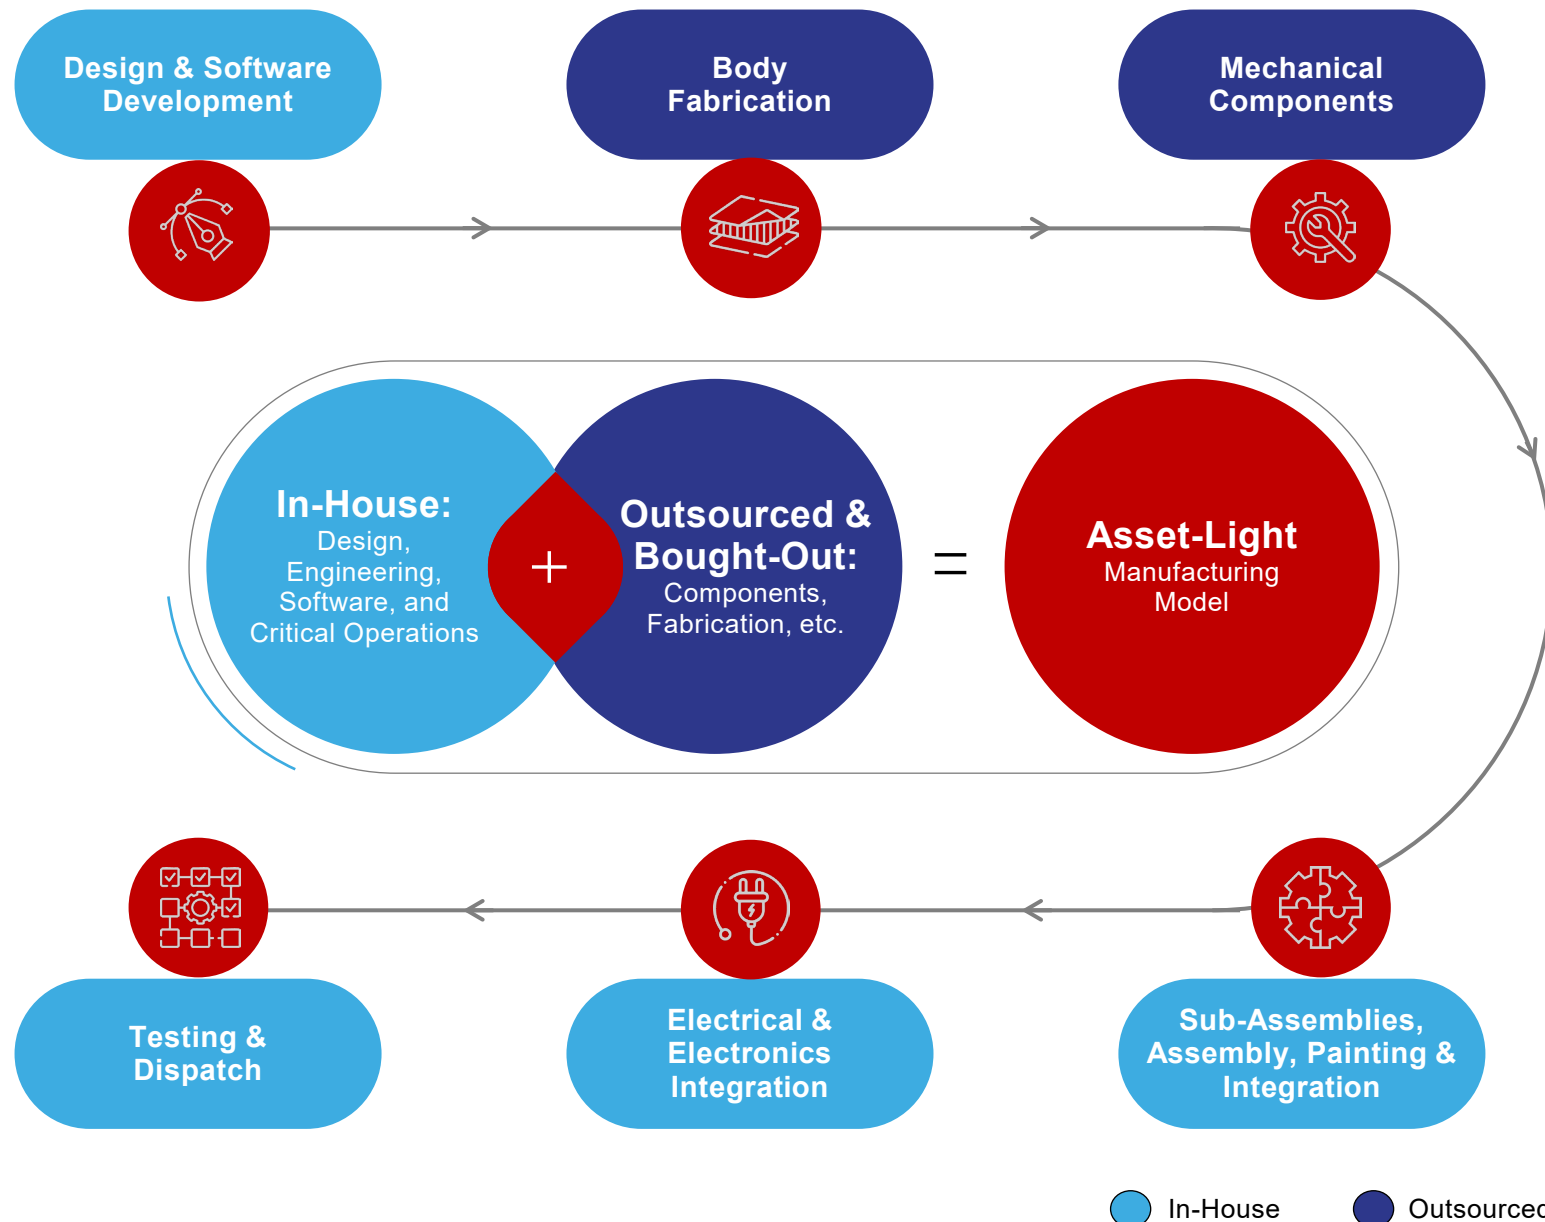 Design & Software
Development
Body
Fabrication
Mechanical
Components
In-House:
Design,
Engineering,
Software, and
Critical Operations
+
Outsourced &
Bought-Out:
Components,
Fabrication, etc.
=
Asset-Light
Manufacturing
Model
Testing &
Dispatch
Electrical &
Electronics
Integration
Sub-Assemblies,
Assembly, Painting &
Integration
In-House
Outsourced